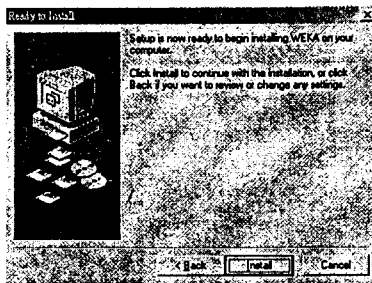 Ready to Install
Setup is now ready to begin installing WEKA on your
computer.
Click Install to continue with the installation, or click
Back if you want to review or change any settings.
< Back
Install
Cancel